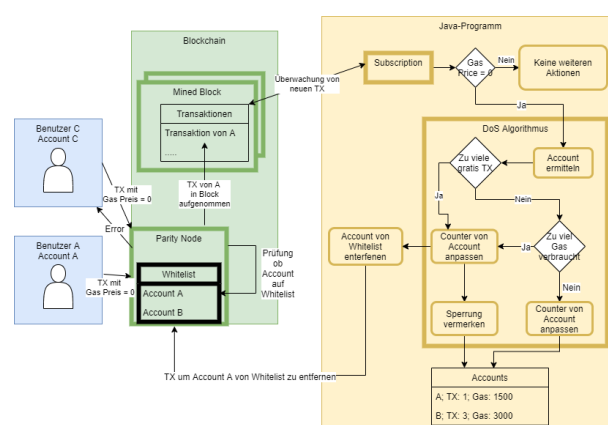 Blockchain
Mined Block
Transaktionen
Transaktion von A
.....
Benutzer C
Account C
TX mit
Gas Preis = 0
Error
TX von A
in Block
aufgenommen
Benutzer A
Account A
TX mit
Gas Preis = 0
Parity Node
Whitelist
Account A
Account B
Prüfung
ob
Account
auf
Whitelist
Überwachung von
neuen TX
TX um Account A von Whitelist zu entfernen
Java-Programm
Subscription
Gas
Price = 0
Nein
Keine weiteren
Aktionen
Ja
DoS Algorithmus
Account
ermitteln
Zu viele
gratis TX
Ja
Nein
Zu viel
Gas
verbraucht
Ja
Nein
Counter von
Account
anpassen
Account von
Whitelist
enterfenen
Sperrung
vermerken
Counter von
Account
anpassen
Accounts
A; TX: 1; Gas: 1500
B; TX: 3; Gas: 3000